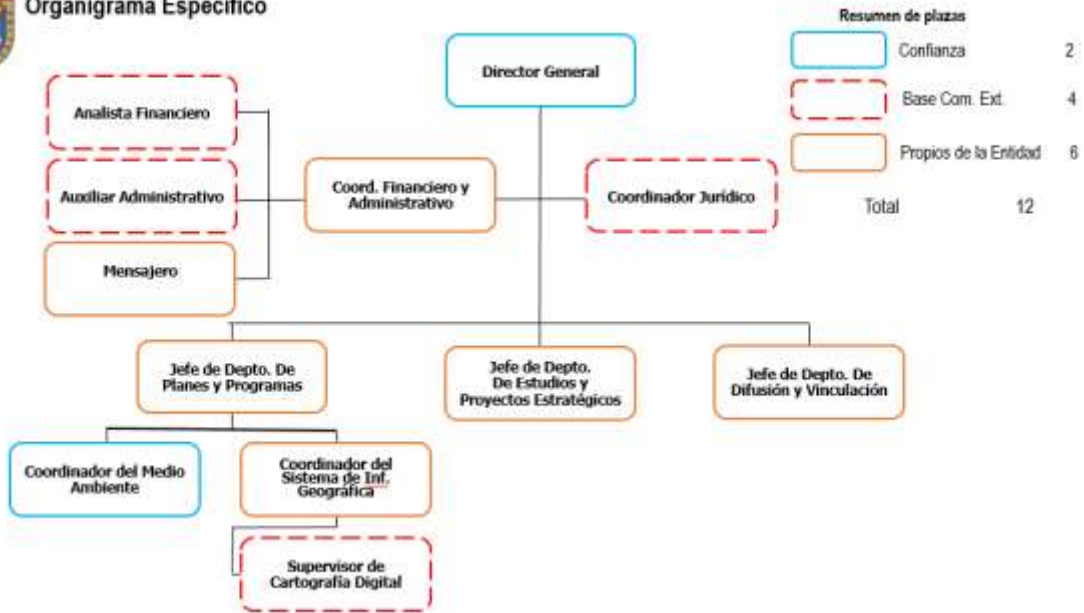 Organigrama Específico
Resumen de plazas
Confianza 2
Base Com. Ext. 4
Propios de la Entidad 6
Total 12
Director General
Analista Financiero
Auxiliar Administrativo
Mensajero
Coord. Financiero y
Administrativo
Coordinador Jurídico
Jefe de Depto. De
Planes y Programas
Jefe de Depto.
De Estudios y
Proyectos Estratégicos
Jefe de Depto. De
Difusión y Vinculación
Coordinador del Medio
Ambiente
Coordinador del
Sistema de Inf.
Geográfica
Supervisor de
Cartografía Digital